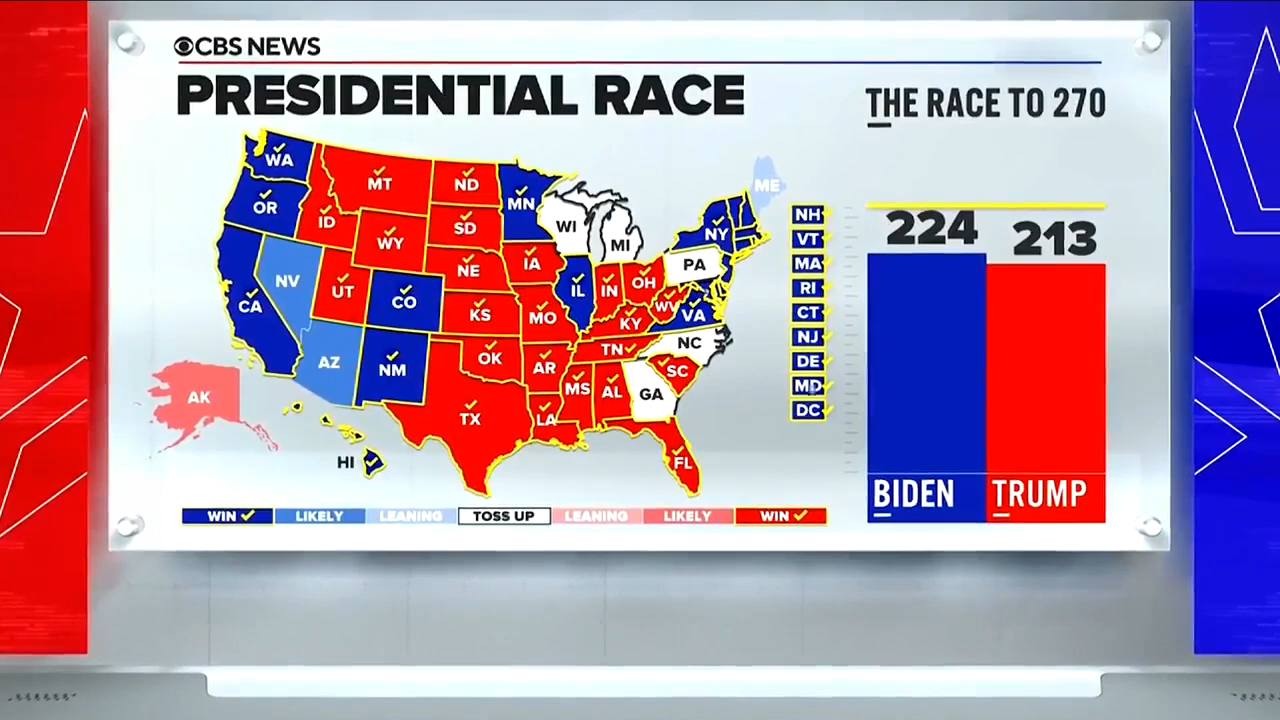 CBS NEWS
PRESIDENTIAL RACE
THE RACE TO 270
WA
MT
ND
MN
OR
ID
SD
WI
MI
ME
WY
NY
NH
VT
MA
RI
CT
NJ
DE
MD
DC
NV
UT
NE
IA
PA
CA
CO
KS
MO
IL
IN
OH
WV
VA
KY
AZ
NM
OK
AR
TN
NC
SC
MS
AL
GA
AK
TX
LA
FL
HI
224
213
BIDEN
TRUMP
WIN
LIKELY
LEANING
TOSS UP
LEANING
LIKELY
WIN